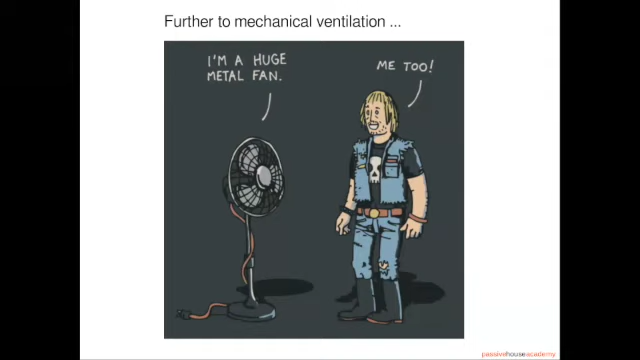 Further to mechanical ventilation ...
I'M A HUGE
METAL FAN.
ME TOO!
passivehouseacademy